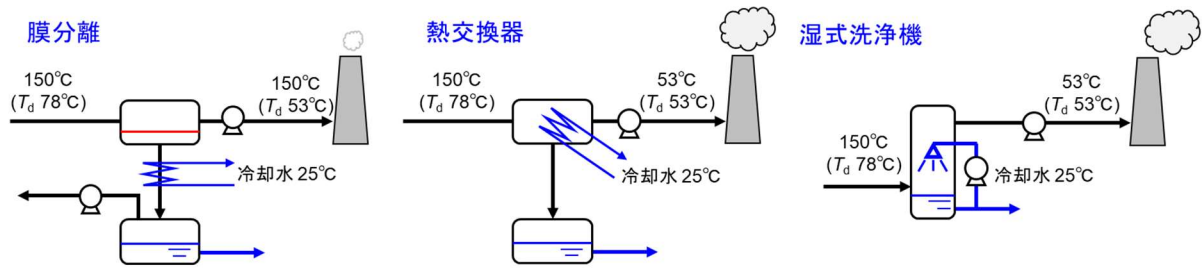 膜分離
150℃
(Td 78℃)
150℃
(Td 53℃)
冷却水 25℃
熱交換器
150℃
(Td 78℃)
53℃
(Td 53℃)
冷却水 25℃
湿式洗浄機
150℃
(Td 78℃)
53℃
(Td 53℃)
冷却水 25℃